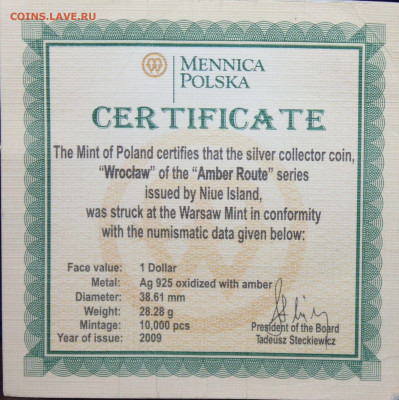 COINS.LAVE.RU
MENNICA
POLSKA
CERTIFICATE
The Mint of Poland certifies that the silver collector coin,
“Wrocław” of the “Amber Route” series
issued by Niue Island,
was struck at the Warsaw Mint in conformity
with the numismatic data given below:
Face value: 1 Dollar
Metal: Ag 925 oxidized with amber
Diameter: 38.61 mm
Weight: 28.28 g
Mintage: 10,000 pcs
Year of issue: 2009
President of the Board
Tadeusz Steckiewicz